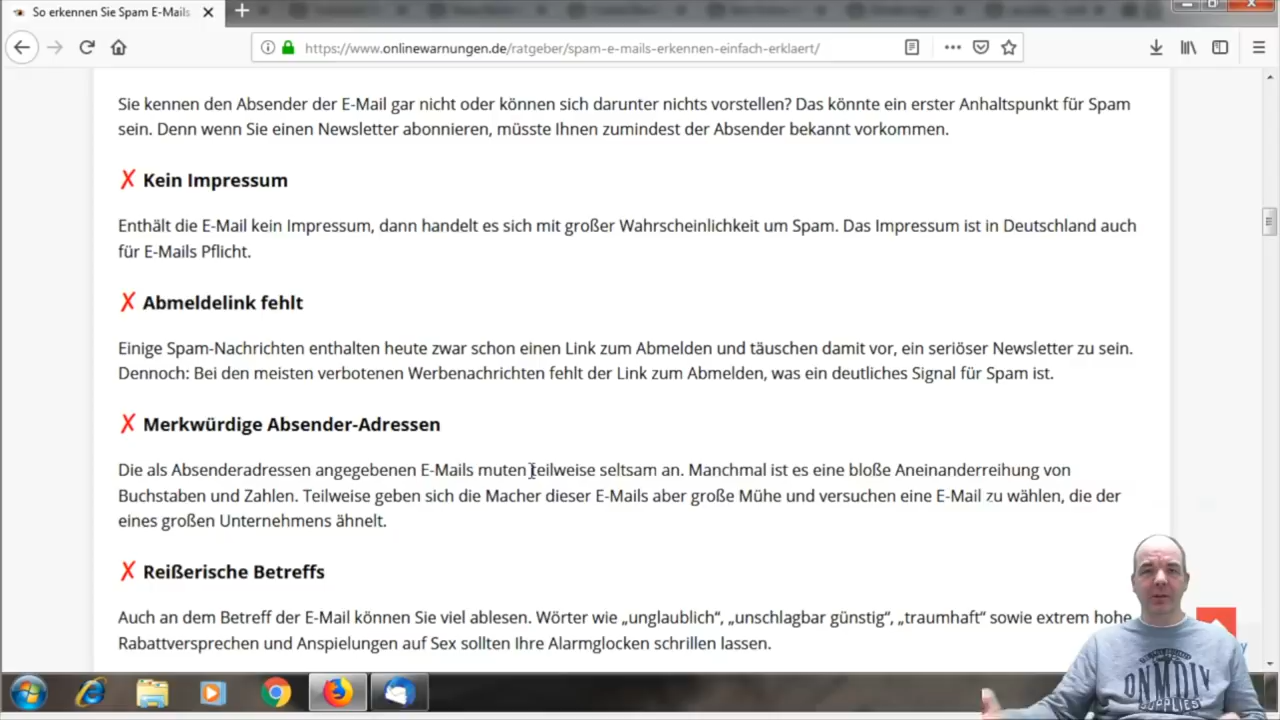 So erkennen Sie Spam E-Mails
https://www.onlinewarnungen.de/ratgeber/spam-e-mails-erkennen-einfach-erklaert/
Sie kennen den Absender der E-Mail gar nicht oder können sich darunter nichts vorstellen? Das könnte ein erster Anhaltspunkt für Spam
sein. Denn wenn Sie einen Newsletter abonnieren, müsste Ihnen zumindest der Absender bekannt vorkommen.
✗ Kein Impressum
Enthält die E-Mail kein Impressum, dann handelt es sich mit großer Wahrscheinlichkeit um Spam. Das Impressum ist in Deutschland auch
für E-Mails Pflicht.
✗ Abmeldelink fehlt
Einige Spam-Nachrichten enthalten heute zwar schon einen Link zum Abmelden und täuschen damit vor, ein seriöser Newsletter zu sein.
Dennoch: Bei den meisten verbotenen Werbenachrichten fehlt der Link zum Abmelden, was ein deutliches Signal für Spam ist.
✗ Merkwürdige Absender-Adressen
Die als Absenderadressen angegebenen E-Mails muten teilweise seltsam an. Manchmal ist es eine bloße Aneinanderreihung von
Buchstaben und Zahlen. Teilweise geben sich die Macher dieser E-Mails aber große Mühe und versuchen eine E-Mail zu wählen, die der
eines großen Unternehmens ähnelt.
✗ Reißerische Betreffs
Auch an dem Betreff der E-Mail können Sie viel ablesen. Wörter wie „unglaublich“, „unschlagbar günstig“, „traumhaft“ sowie extrem hohe
Rabattversprechen und Anspielungen auf Sex sollten Ihre Alarmglocken schrillen lassen.
ONMDIV
SUPPLIES